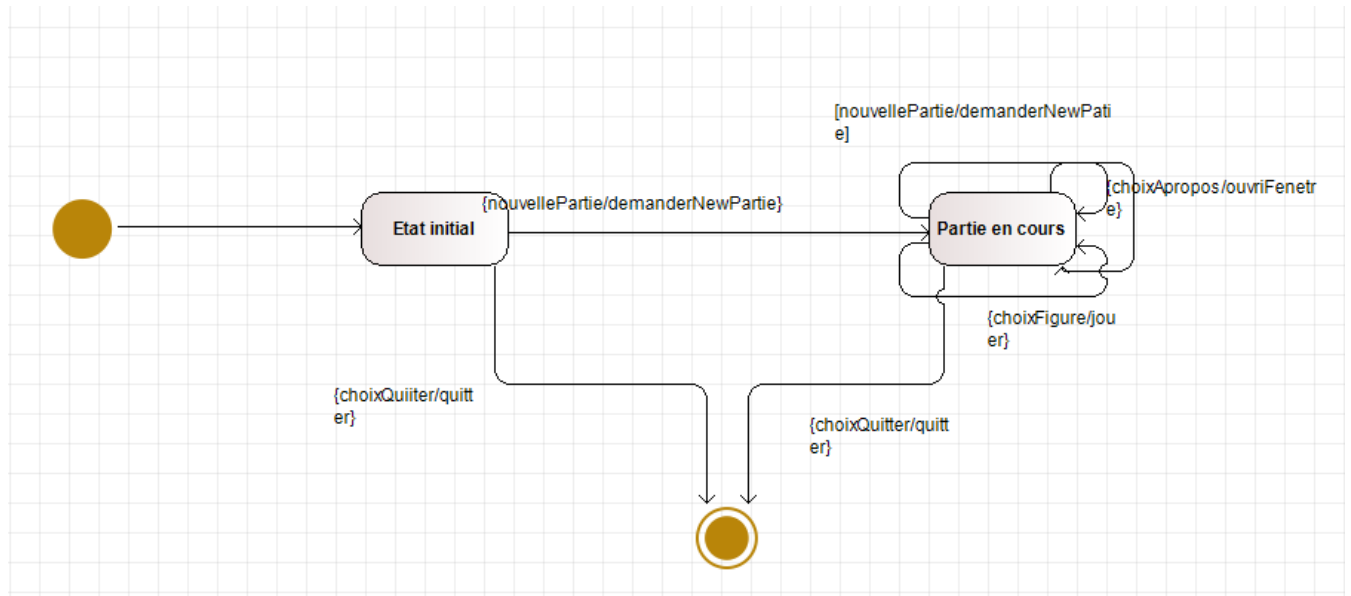 [nouvellePartie/demanderNewPati
e]
{choixApropos/ouvriFenetr
e}
{nouvellePartie/demanderNewPartie}
Etat initial
Partie en cours
{choixFigure/jou
er}
{choixQuiiter/quitt
er}
{choixQuitter/quitt
er}